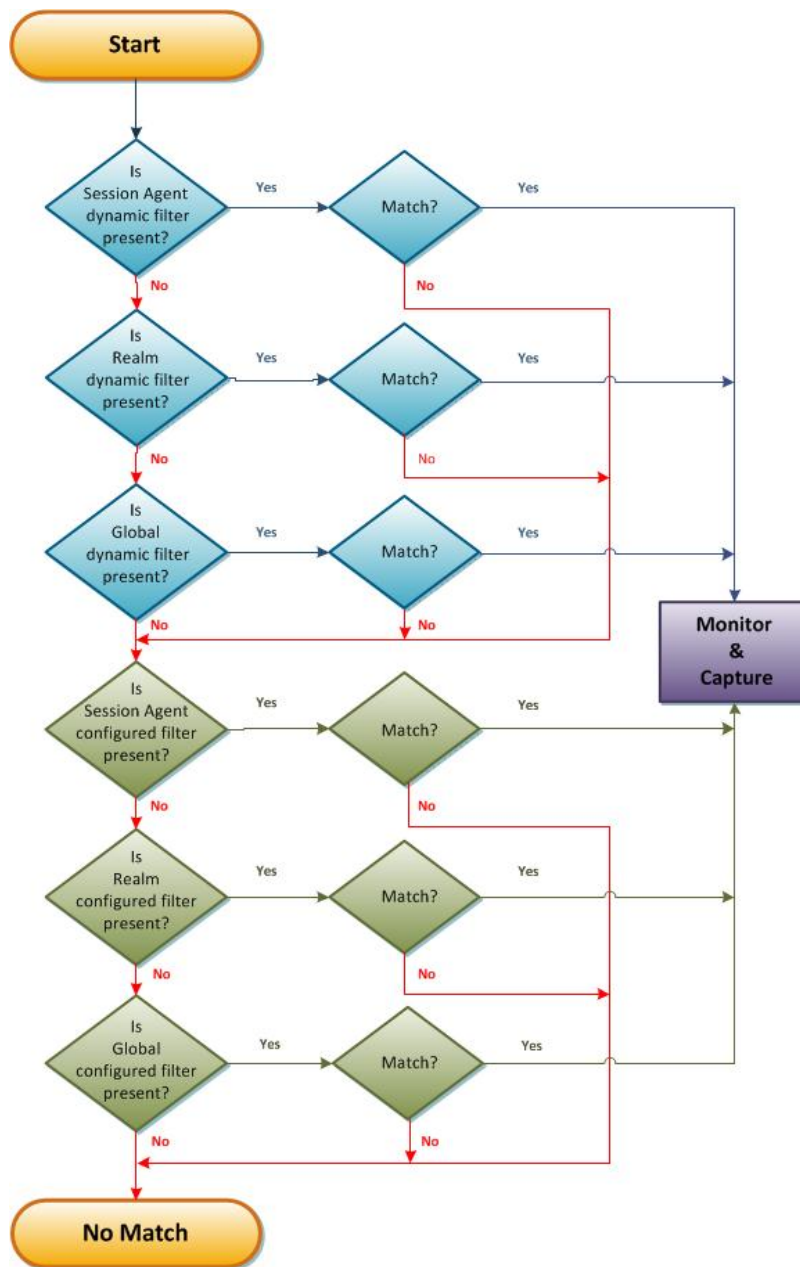 Start
Is
Session Agent
dynamic filter
present?
Yes
Match?
Yes
No
No
Is
Realm
dynamic filter
present?
Yes
Match?
Yes
No
No
Is
Global
dynamic filter
present?
Yes
Match?
Yes
No
No
Monitor
&
Capture
Is
Session Agent
configured filter
present?
Yes
Match?
Yes
No
No
Is
Realm
configured filter
present?
Yes
Match?
Yes
No
No
Is
Global
configured filter
present?
Yes
Match?
Yes
No
No
No Match